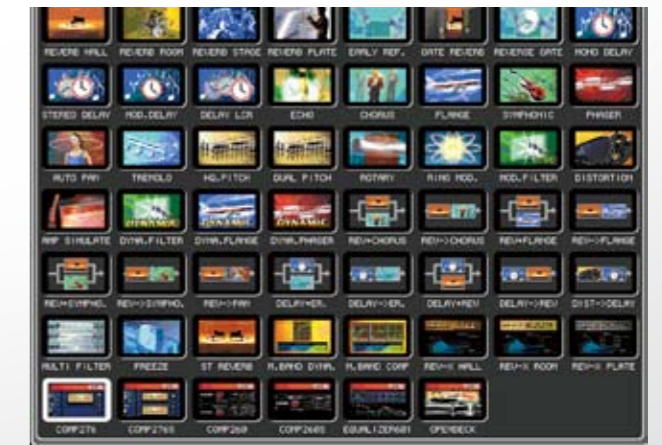 REVERB HALL REVERB ROOM REVERB STAGE REVERB PLATE EARLY REF. GATE REVERB REVERSE GATE MONO DELAY
STEREO DELAY MOD.DELAY DELAY LCR ECHO CHORUS FLANGE SYMPHONIC PHASER
AUTO PAN TREMOLO HQ.PITCH DUAL PITCH ROTARY RING MOD. MOD.FILTER DISTORTION
DYNAMIC DYNAMIC DYNAMIC
AMP SIMULATE DYNA.FILTER DYNA.FLANGE DYNA.PHASER REV+CHORUS REV->CHORUS REV+FLANGE REV->FLANGE
REV+SYMPHO. REV->SYMPHO. REV->PAN DELAY+ER. DELAY->ER. DELAY+REV DELAY->REV DIST->DELAY
MULTI FILTER FREEZE ST REVERB M.BAND DYNA. M.BAND COMP REV-X HALL REV-X ROOM REV-X PLATE
COMP276 COMP276S COMP260 COMP260S EQUALIZER601 OPENDECK